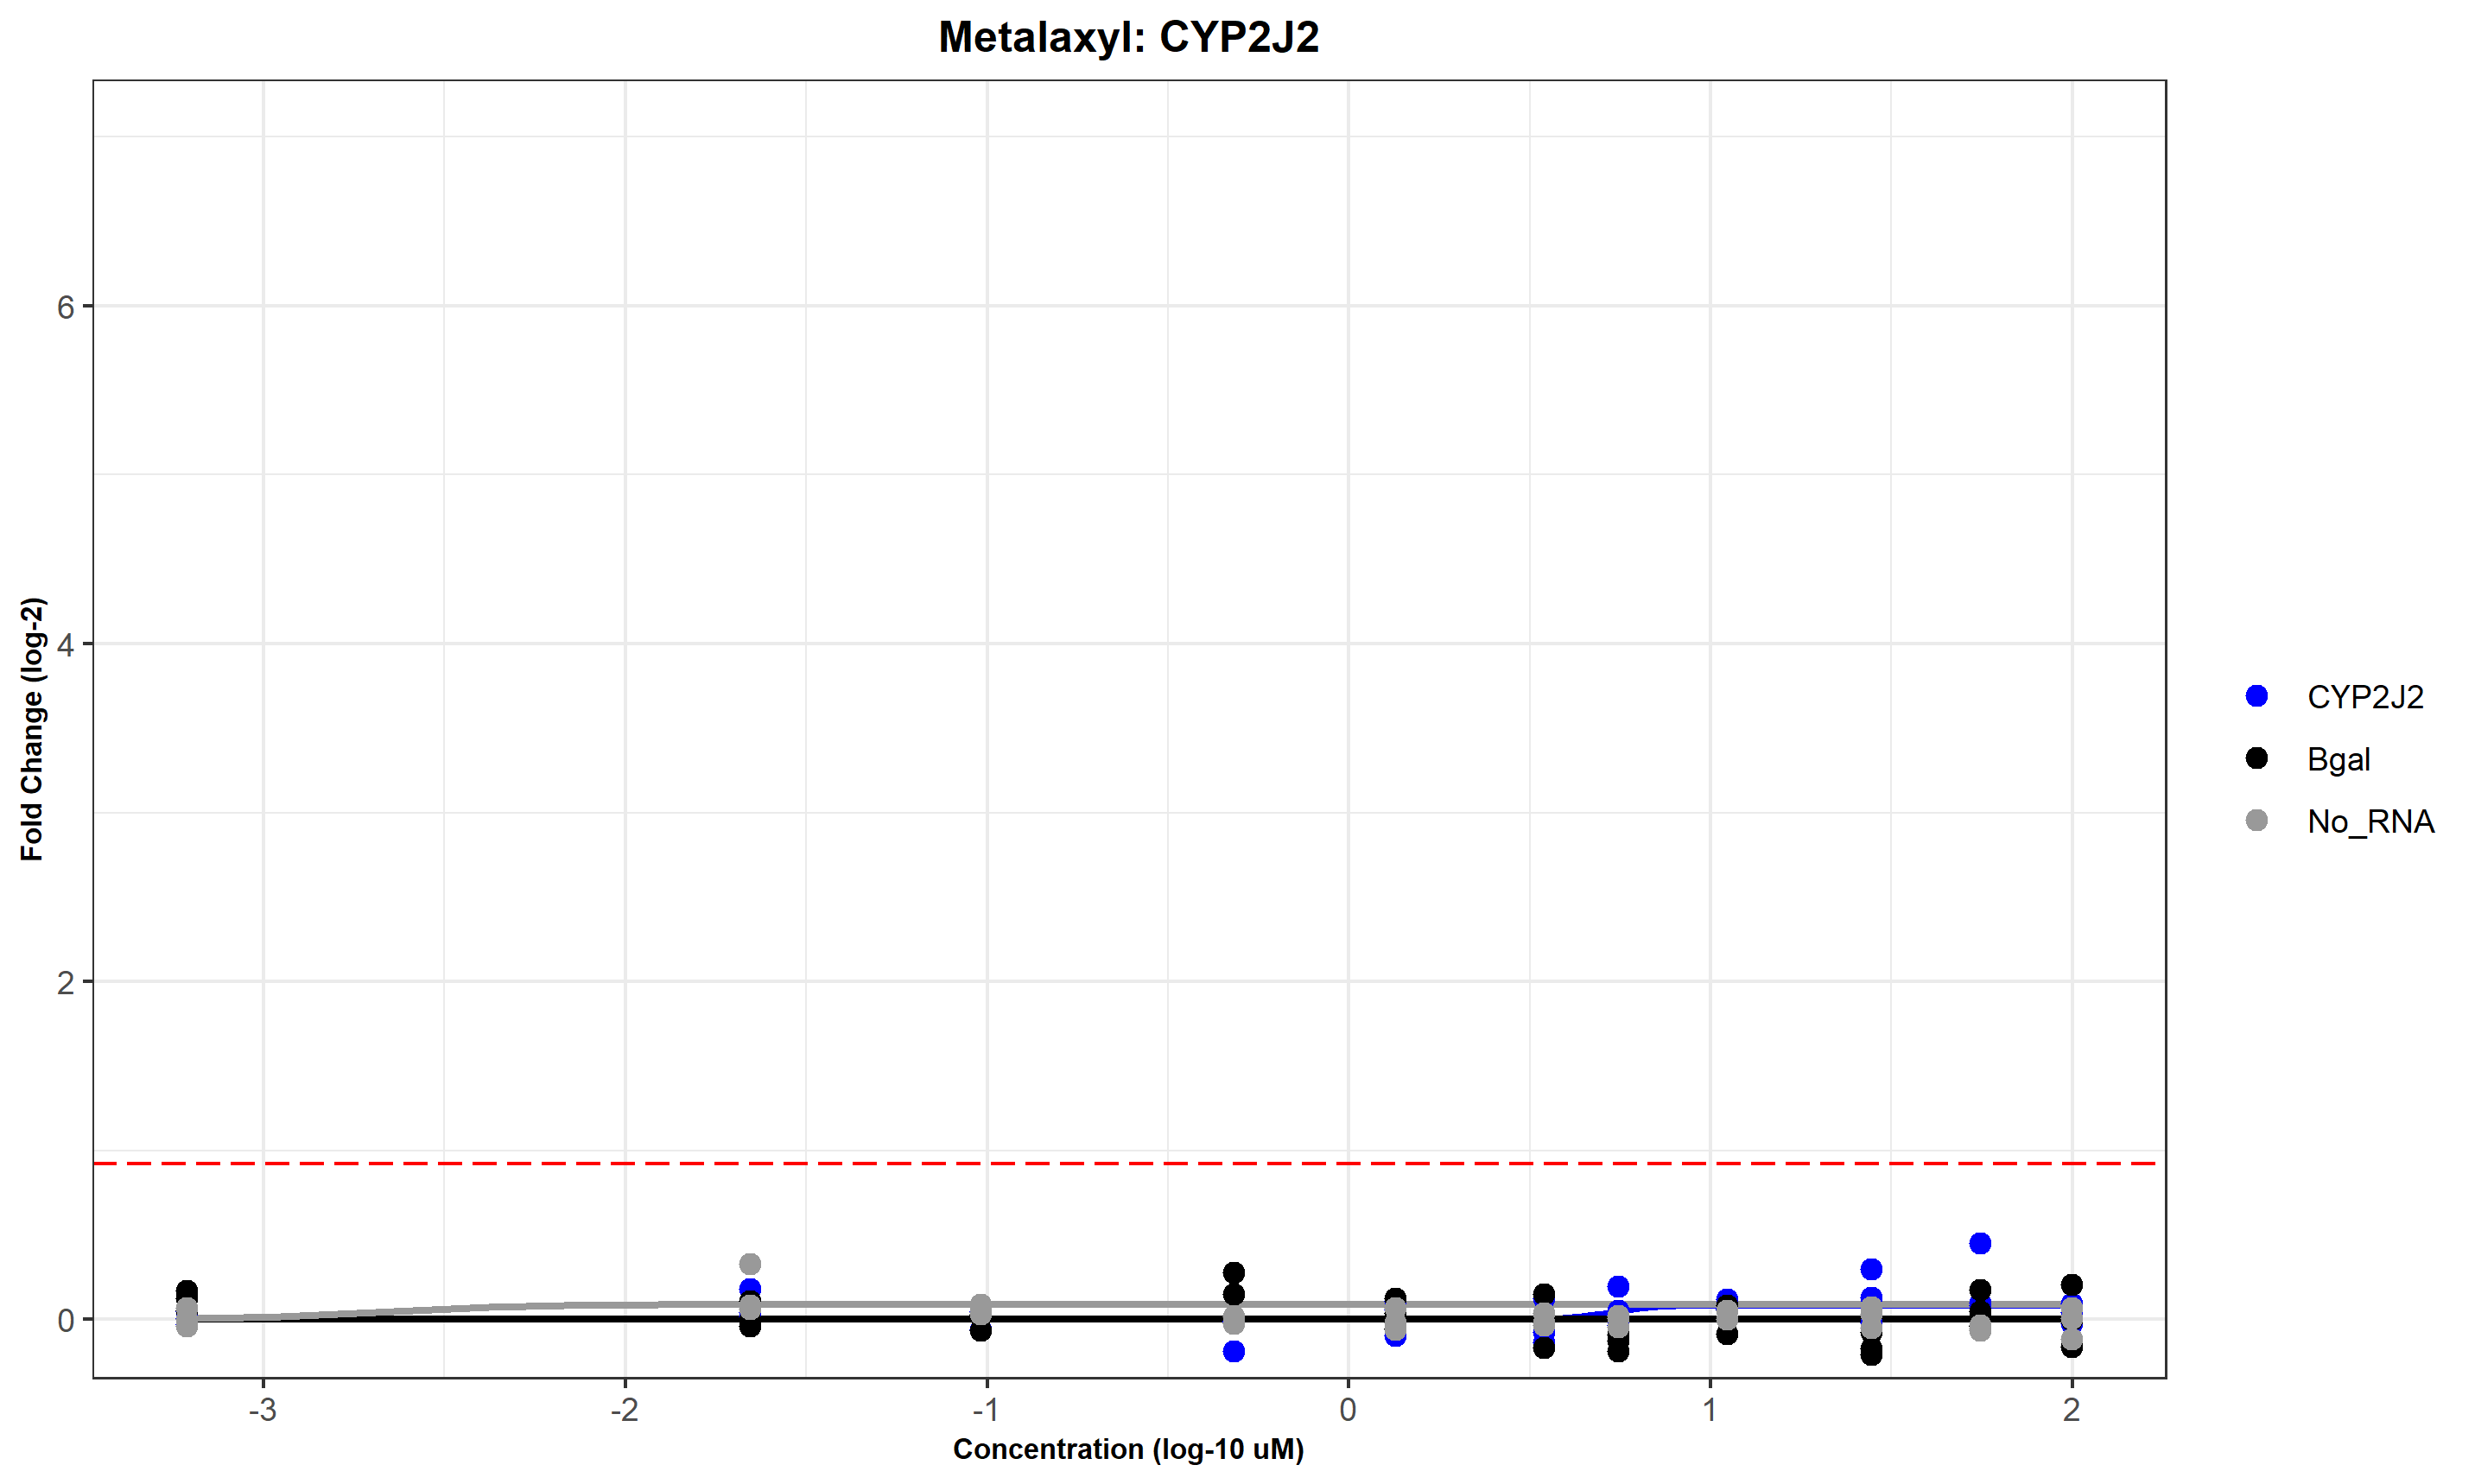 Metalaxyl: CYP2J2
Fold Change (log-2)
6
4
2
0
-3
-2
-1
0
1
2
Concentration (log-10 uM)
CYP2J2
Bgal
No_RNA